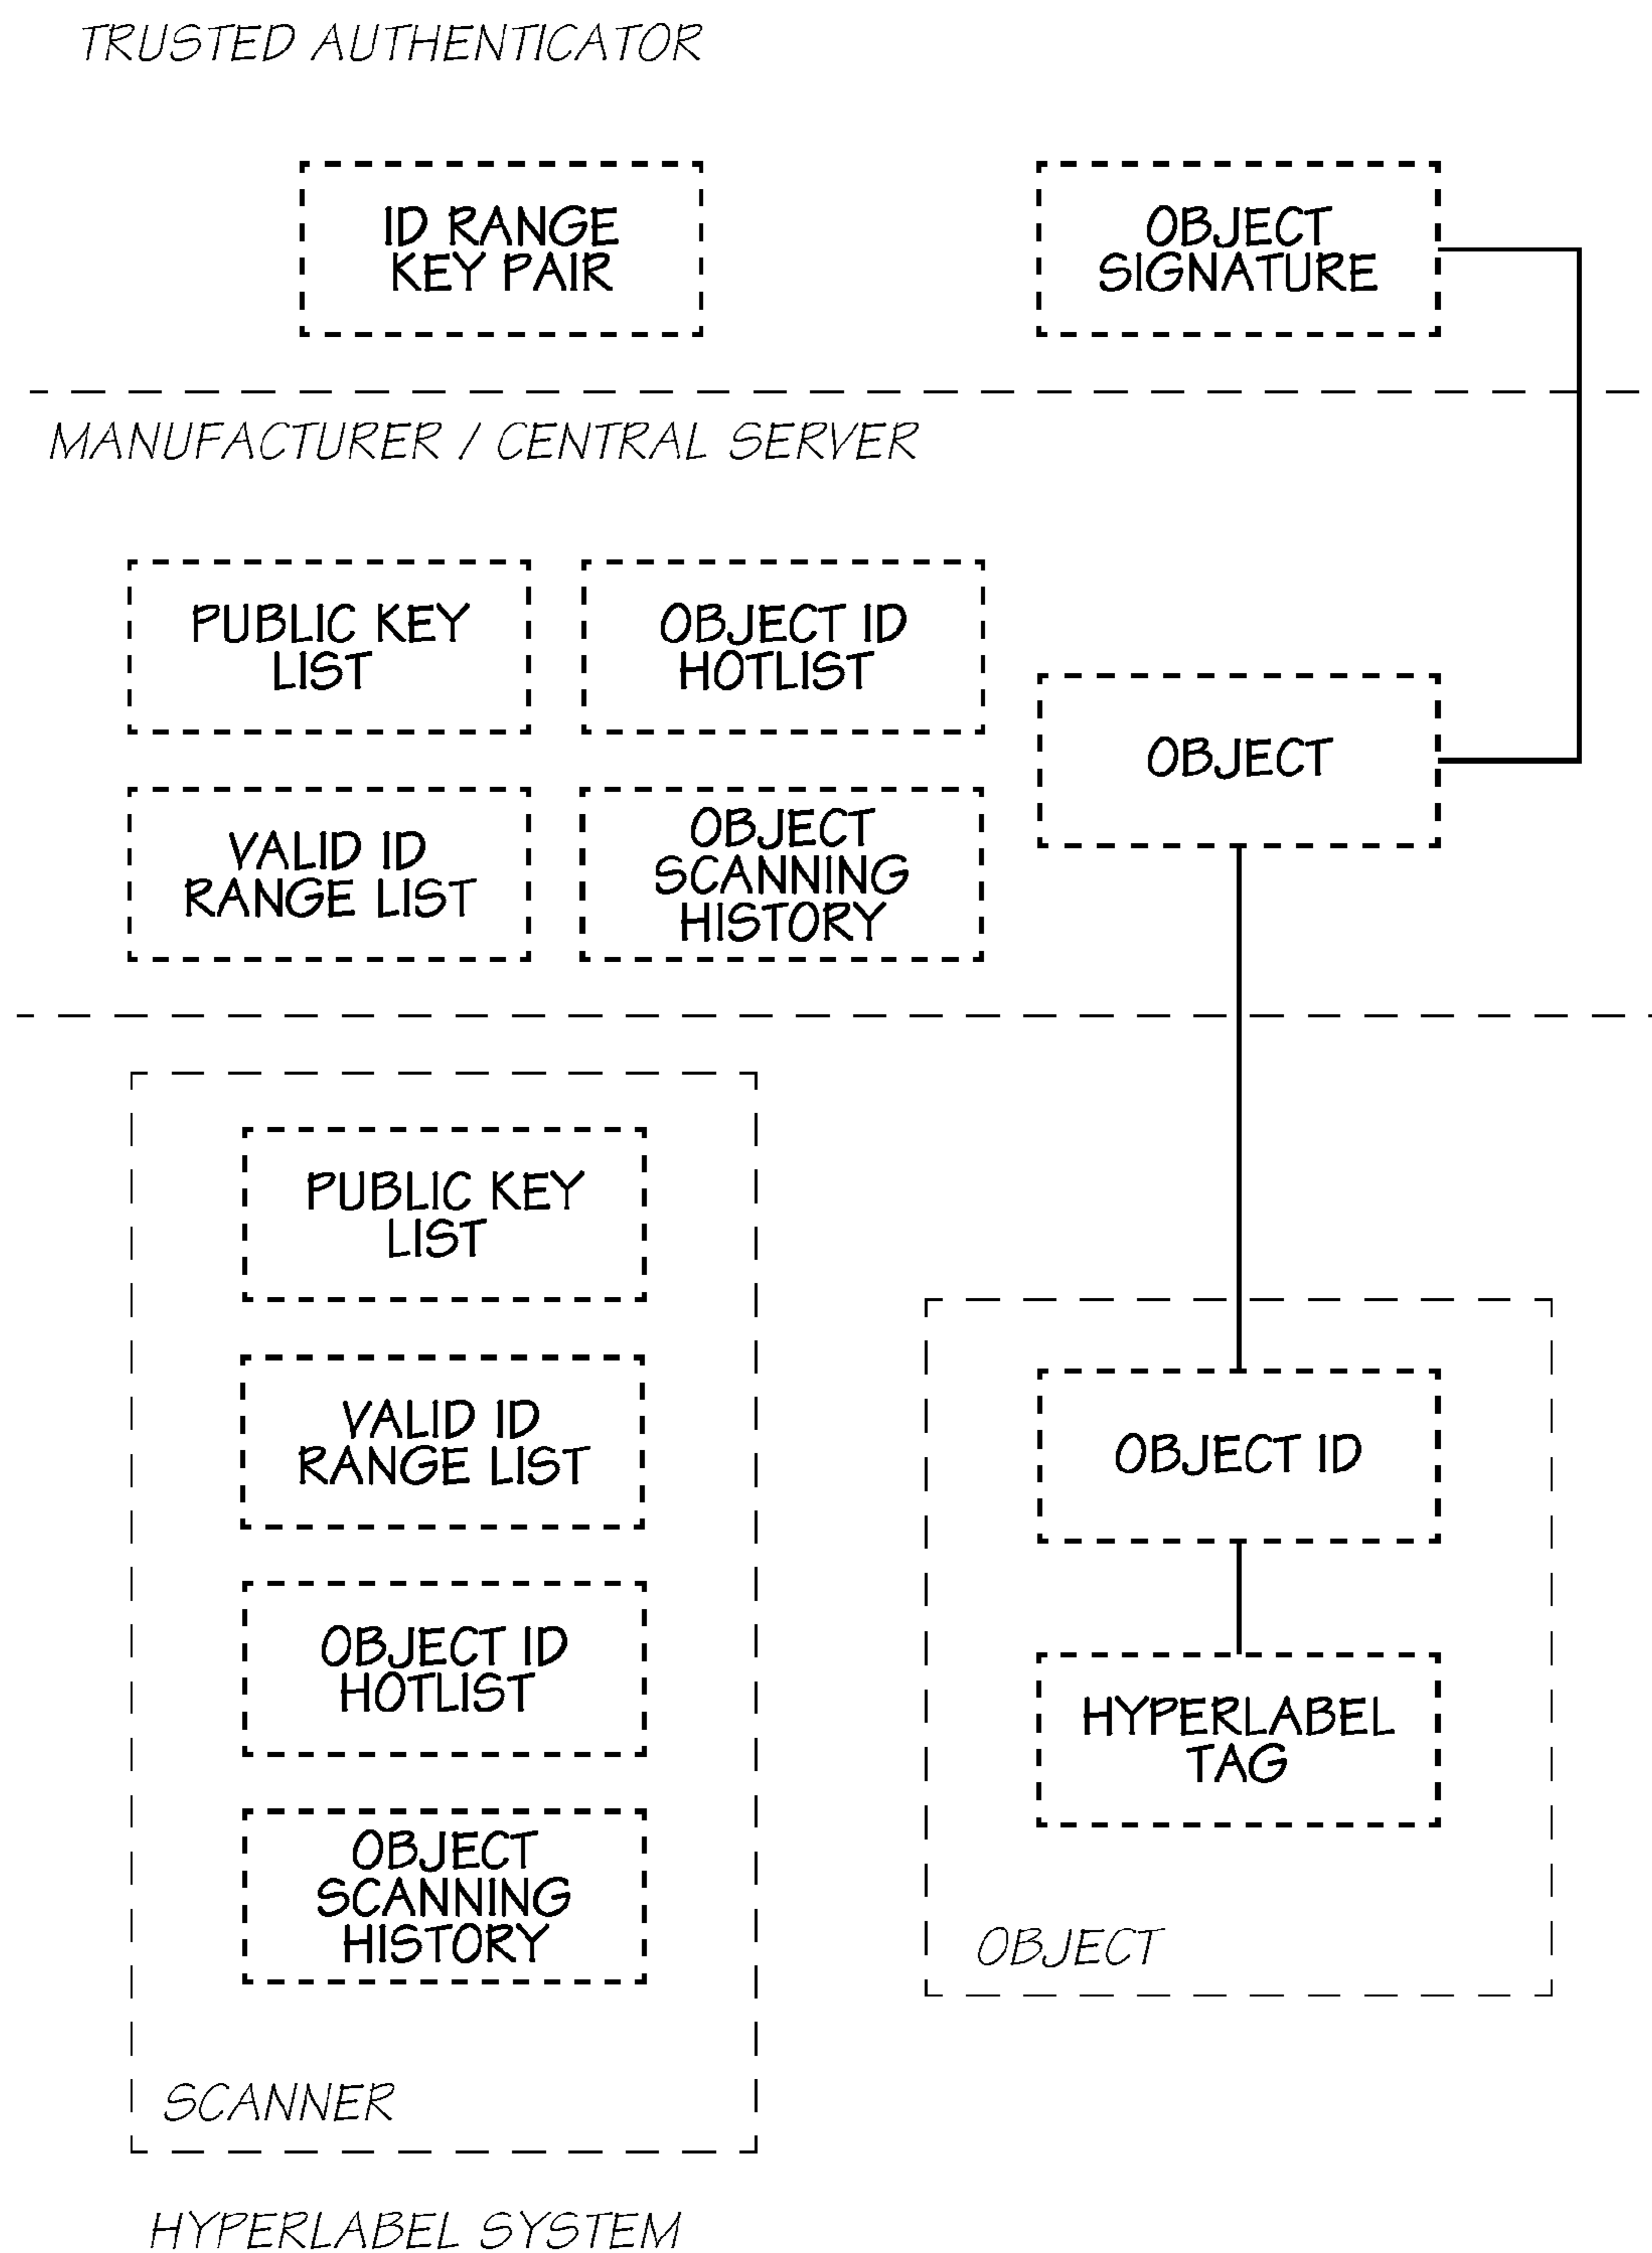 TRUSTED AUTHENTICATOR
ID RANGE
KEY PAIR
OBJECT
SIGNATURE
MANUFACTURER / CENTRAL SERVER
PUBLIC KEY
LIST
OBJECT ID
HOTLIST
OBJECT
VALID ID
RANGE LIST
OBJECT
SCANNING
HISTORY
PUBLIC KEY
LIST
VALID ID
RANGE LIST
OBJECT ID
HOTLIST
OBJECT
SCANNING
HISTORY
SCANNER
OBJECT ID
HYPERLABEL
TAG
OBJECT
HYPERLABEL SYSTEM